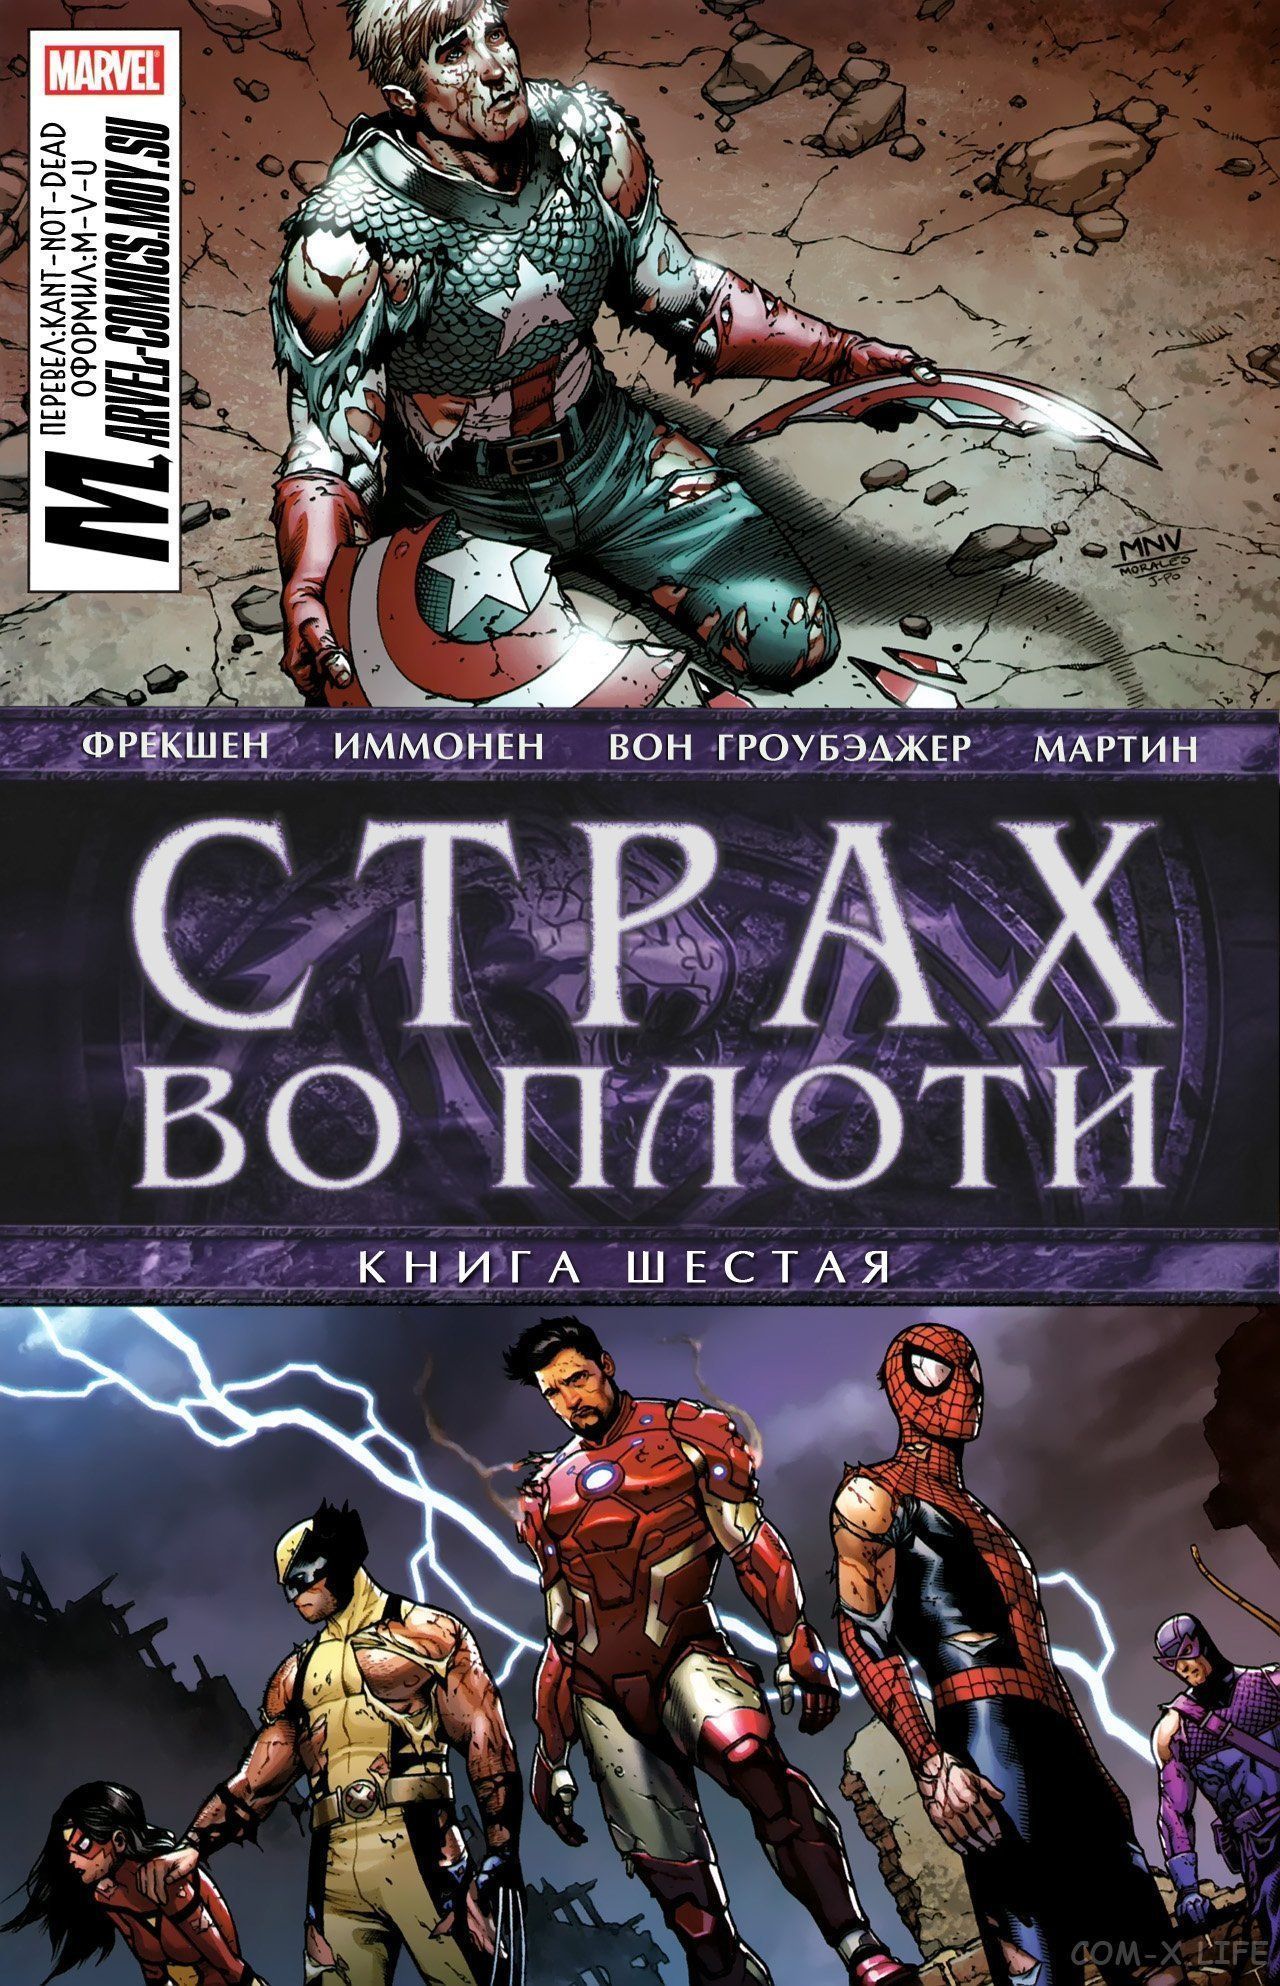 MARVEL
ПЕРЕВЕЛ:KANT-NOT-DEAD
ОФОРМИЛ:M-V-U
MARVEL-COMICS.MOY.SU
MNV
MORALES
J-PO
ФРЕКШЕН ИММОНЕН ВОН ГРОУБЭДЖЕР МАРТИН
СТРАХ
ВО ПЛОТИ
КНИГА ШЕСТАЯ
COM-X.LIFE